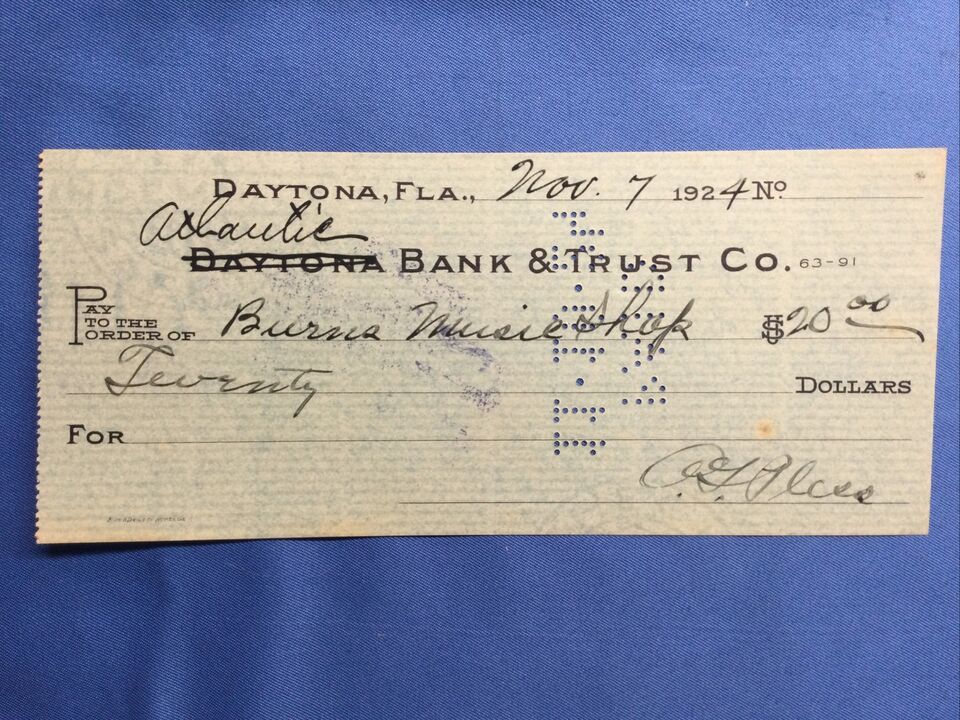 Daytona, Fla., Nov. 7 1924 No.
Atlantic
Daytona Bank & Trust Co. 63-91
Pay to the order of Burns Music Shop $20.00
Twenty Dollars
For